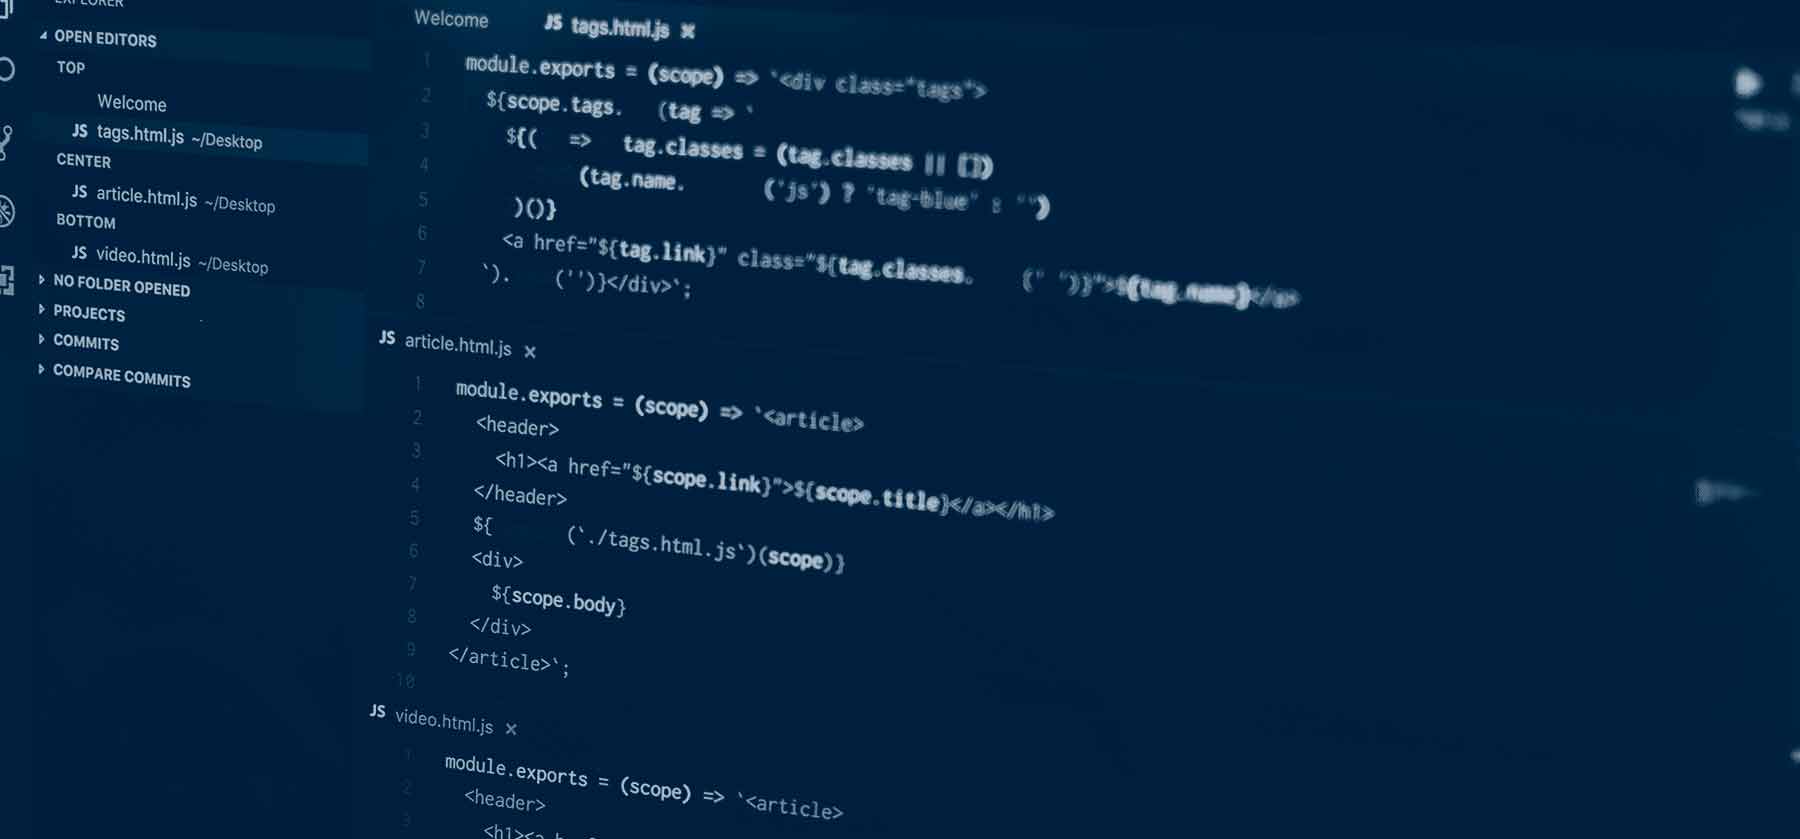 EXPLORER
OPEN EDITORS
TOP
Welcome
JS tags.html.js ~/Desktop
CENTER
JS article.html.js ~/Desktop
BOTTOM
JS video.html.js ~/Desktop
NO FOLDER OPENED
PROJECTS
COMMITS
COMPARE COMMITS
Welcome JS tags.html.js ×
1 module.exports = (scope) => `<div class="tags">
2 ${scope.tags. (tag => `
3 ${( => tag.classes = (tag.classes || [])
4 (tag.name. ('js') ? 'tag-blue' : '')
5 )()}
6 <a href="${tag.link}" class="${tag.classes. (' ')}">${tag.name}</a>
7 `). ('')}</div>`;
8
JS article.html.js ×
1 module.exports = (scope) => `<article>
2 <header>
3 <h1><a href="${scope.link}">${scope.title}</a></h1>
4 </header>
5 ${ (`./tags.html.js`)(scope)}
6 <div>
7 ${scope.body}
8 </div>
9 </article>`;
10
JS video.html.js ×
1 module.exports = (scope) => `<article>
2 <header>
3 <h1><a